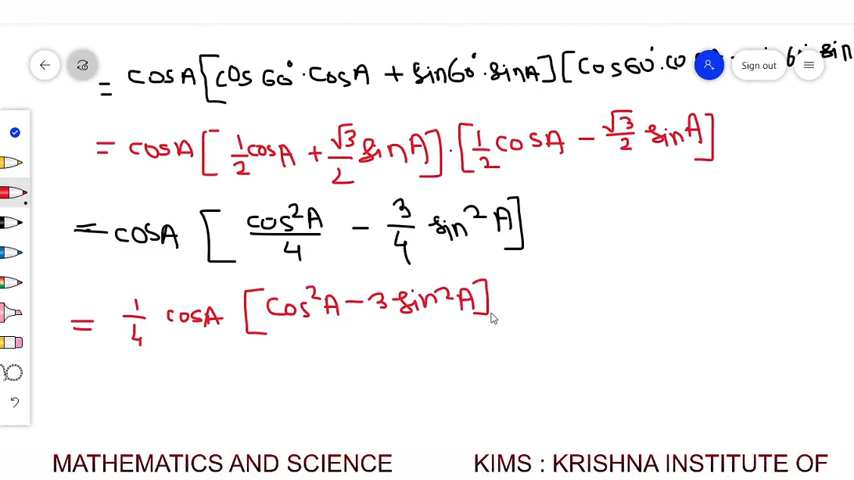 = cosA [cos60°·cosA + sin60°·sinA] [cos60°·co
Sign out
= cosA [ 1/2 cosA + √3/2 sinA ] · [ 1/2 cosA − √3/2 sinA ]
= cosA [ cos²A/4 − 3/4 sin²A ]
= 1/4 cosA [cos²A − 3 sin²A]
MATHEMATICS AND SCIENCE KIMS : KRISHNA INSTITUTE OF